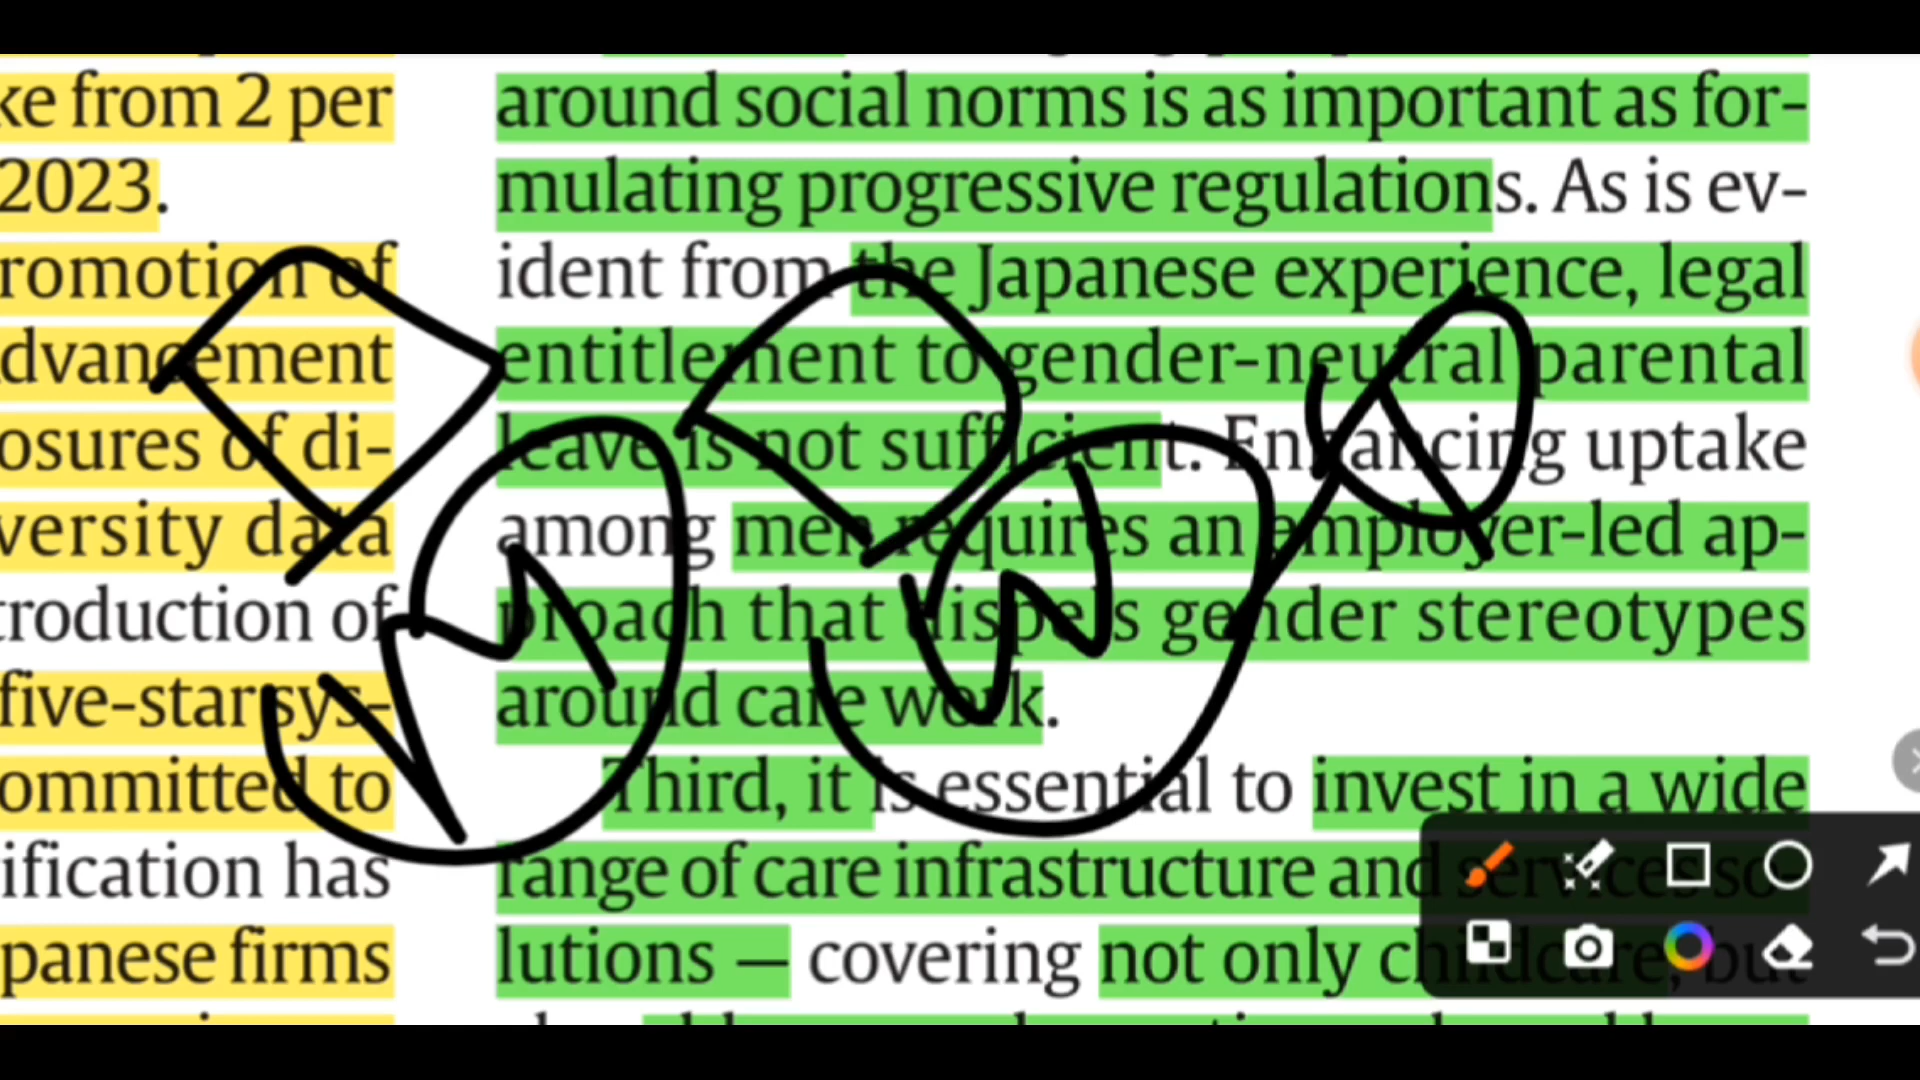 ke from 2 per
2023.
romotion of
dvancement
osures of di-
versity data
troduction of
five-star sys-
ommitted to
ification has
panese firms
around social norms is as important as for-
mulating progressive regulations. As is ev-
ident from the Japanese experience, legal
entitlement to gender-neutral parental
leave is not sufficient. Enhancing uptake
among men requires an employer-led ap-
proach that dispels gender stereotypes
around care work.
Third, it is essential to invest in a wide
range of care infrastructure and services so-
lutions — covering not only childcare, but